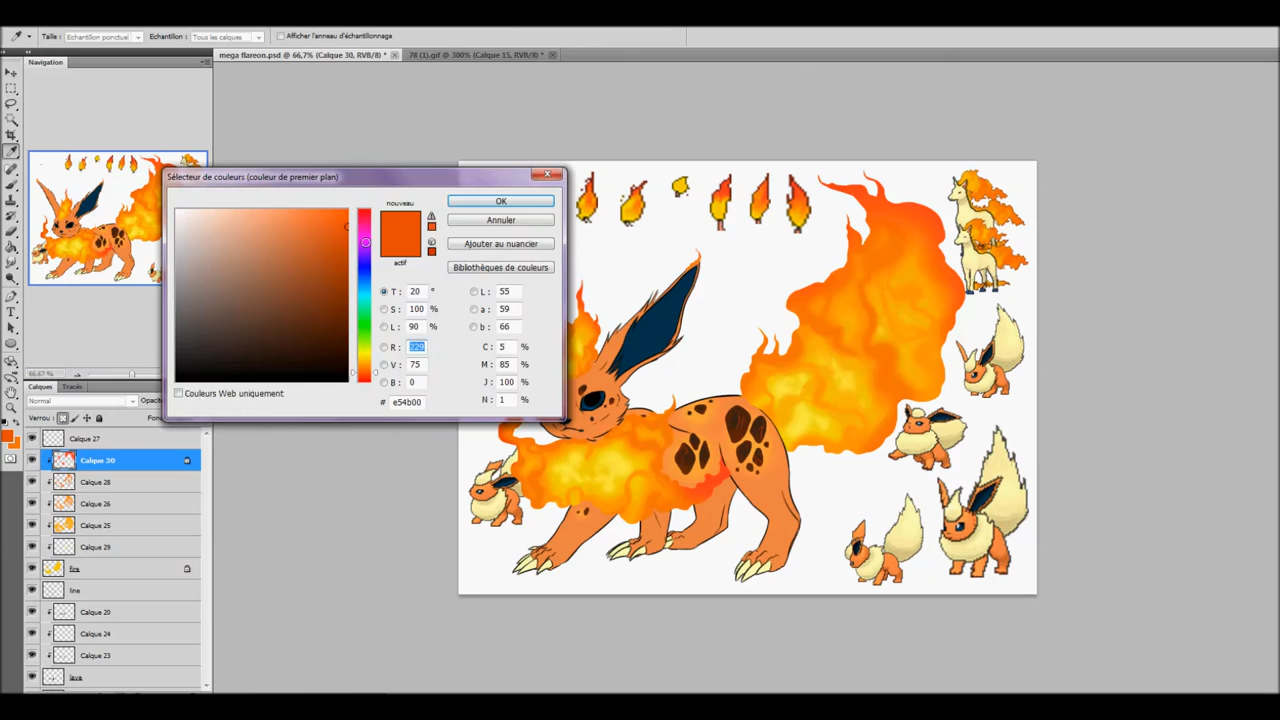 Taille : Echantillon ponctuel Echantillon : Tous les calques Afficher l'anneau d'échantillonnage
Navigation
mega flareon.psd @ 66,7% (Calque 30, RVB/8) *
78 (1).gif @ 300% (Calque 15, RVB/8) *
Sélecteur de couleurs (couleur de premier plan)
nouveau
actif
OK
Annuler
Ajouter au nuancier
Bibliothèques de couleurs
T : 20 °
L : 55
S : 100 %
a : 59
L : 90 %
b : 66
R : 229
C : 5 %
V : 75
M : 85 %
B : 0
J : 100 %
# e54b00
N : 1 %
Couleurs Web uniquement
66,67 %
Calques Tracés
Normal Opacité
Verrou : Fon
Calque 27
Calque 30
Calque 28
Calque 26
Calque 25
Calque 29
fire
line
Calque 20
Calque 24
Calque 23
lava